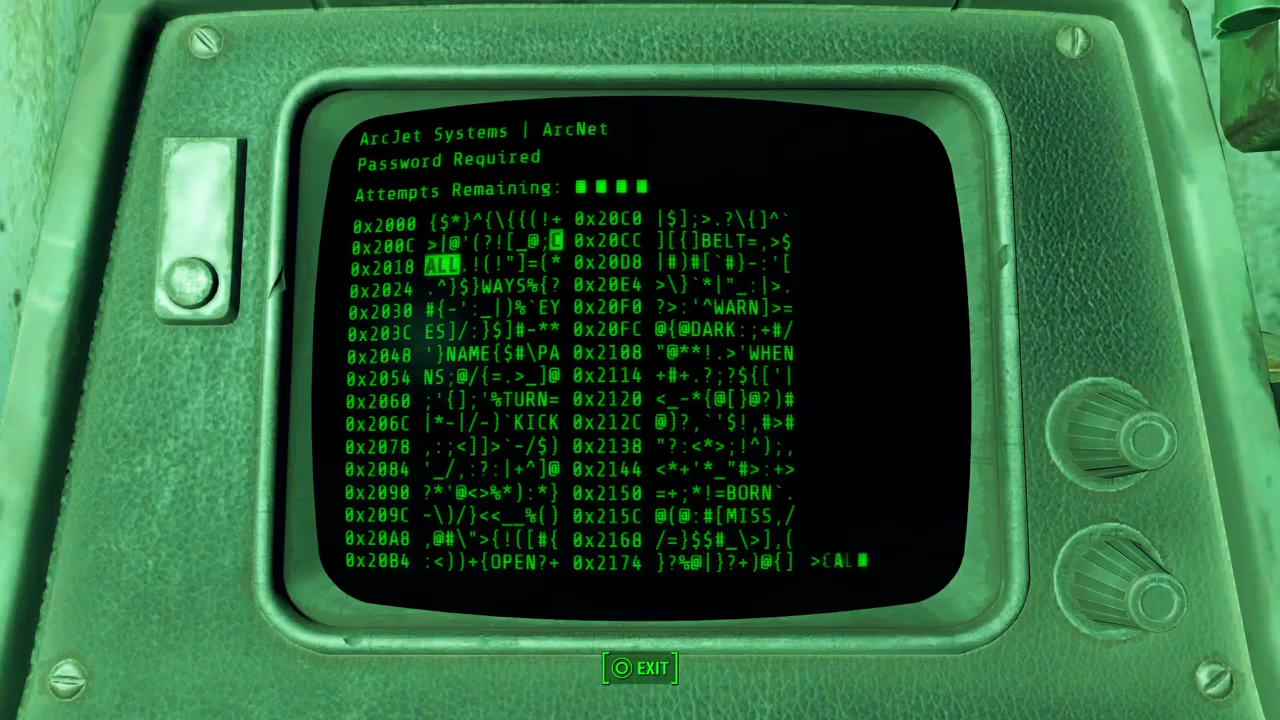 ArcJet Systems | ArcNet
Password Required
Attempts Remaining: ■ ■ ■ ■
0x2000 {$*}^{\{{(!+ 0x20C0 |$];>.?\{]^`
0x200C >|@'(?![_@;C 0x20CC ][{]BELT=,>$
0x2018 ALL.!(!"]=(* 0x20D8 |#)#[`#}-:'[
0x2024 .^}$}WAYS%{? 0x20E4 >\}`*|"_:|>.
0x2030 #{-':_|)%`EY 0x20F0 ?>:'^WARN]>=
0x203C ES]/:}$]#-** 0x20FC @{@DARK:;+#/
0x2048 '}NAME{$#\PA 0x2108 "@**!.>'WHEN
0x2054 NS;@/{=.>_]@ 0x2114 +#+.?;?${['|
0x2060 ;'{];'%TURN= 0x2120 <_-*{@[}@?)#
0x206C |*-|/-)`KICK 0x212C @)?,`'$!,#>#
0x2078 ,:;<]]>`-/$) 0x2138 "?:<*>;!^);,
0x2084 '_/,:?:|+^]@ 0x2144 <*+'*_"#>:+>
0x2090 ?*'@<>%*):*} 0x2150 =+;*!=BORN`.
0x209C -\)/}<<__%() 0x215C @(@:#[MISS,/
0x20A8 ,@#\">{!([#{ 0x2168 /=}$$#_\>],(
0x20B4 :<))+{OPEN?+ 0x2174 }?%@|}?+)@{] >CAL■
EXIT